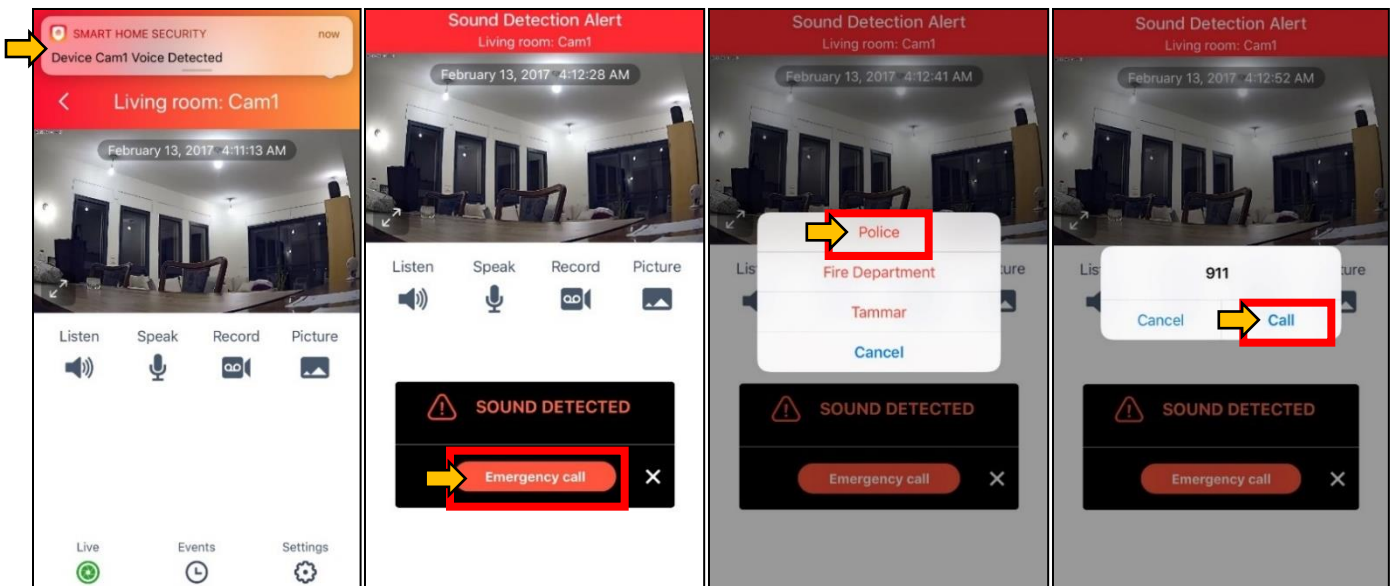 SMART HOME SECURITY now
Device Cam1 Voice Detected
Living room: Cam1
February 13, 2017 4:11:13 AM
Listen Speak Record Picture
Live Events Settings
Sound Detection Alert
Living room: Cam1
February 13, 2017 4:12:28 AM
Listen Speak Record Picture
SOUND DETECTED
Emergency call
Sound Detection Alert
Living room: Cam1
February 13, 2017 4:12:41 AM
Police
Lis Fire Department ture
Tammar
Cancel
SOUND DETECTED
Emergency call
Sound Detection Alert
Living room: Cam1
February 13, 2017 4:12:52 AM
Lis 911 ture
Cancel Call
SOUND DETECTED
Emergency call